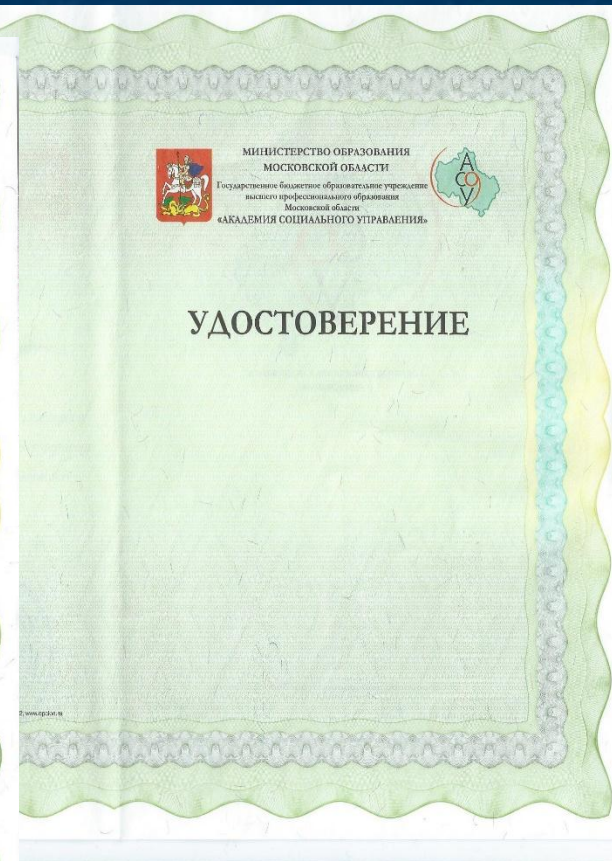 МИНИСТЕРСТВО ОБРАЗОВАНИЯ
МОСКОВСКОЙ ОБЛАСТИ
Государственное бюджетное образовательное учреждение
высшего профессионального образования
Московской области
«АКАДЕМИЯ СОЦИАЛЬНОГО УПРАВЛЕНИЯ»
АСОУ
УДОСТОВЕРЕНИЕ